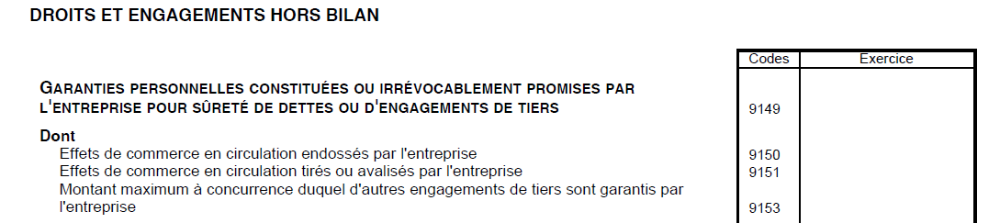 DROITS ET ENGAGEMENTS HORS BILAN
Codes Exercice
GARANTIES PERSONNELLES CONSTITUÉES OU IRRÉVOCABLEMENT PROMISES PAR
L'ENTREPRISE POUR SÛRETÉ DE DETTES OU D'ENGAGEMENTS DE TIERS 9149
Dont
Effets de commerce en circulation endossés par l'entreprise 9150
Effets de commerce en circulation tirés ou avalisés par l'entreprise 9151
Montant maximum à concurrence duquel d'autres engagements de tiers sont garantis par
l'entreprise 9153